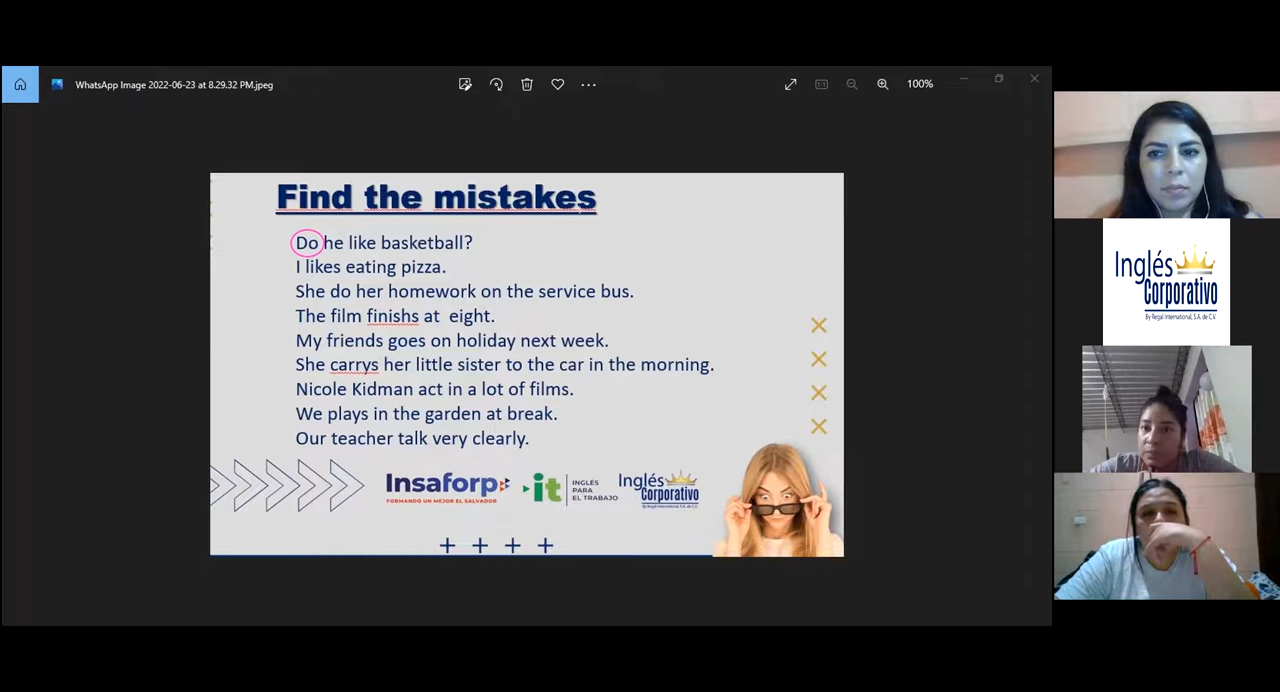 WhatsApp Image 2022-06-23 at 8.29.32 PM.jpeg
100%
Find the mistakes
Do he like basketball?
I likes eating pizza.
She do her homework on the service bus.
The film finishs at eight.
My friends goes on holiday next week.
She carrys her little sister to the car in the morning.
Nicole Kidman act in a lot of films.
We plays in the garden at break.
Our teacher talk very clearly.
Insaforp
FORMANDO UN MEJOR EL SALVADOR
it
INGLÉS
PARA
EL TRABAJO
Inglés
Corporativo
By Regal International, S.A. de C.V.
Inglés
Corporativo
By Regal International, S.A. de C.V.